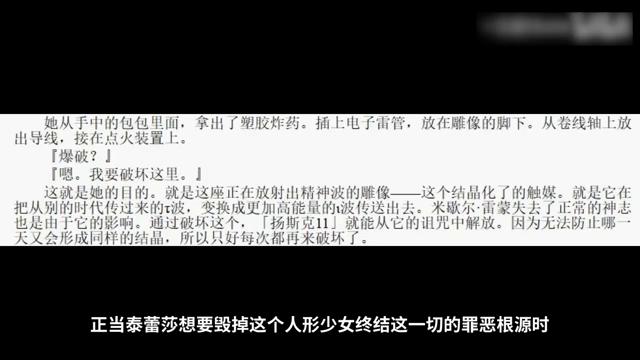 她从手中的包包里面，拿出了塑胶炸药。插上电子雷管，放在雕像的脚下。从卷线轴上放
出导线，接在点火装置上。
『爆破？』
『嗯。我要破坏这里。』
这就是她的目的。就是这座正在放射出精神波的雕像——这个结晶化了的触媒。就是它在
把从别的时代传过来的τ波，变换成更加高能量的τ波传送出去。米歇尔·雷蒙失去了正常的神志
也是由于它的影响。通过破坏这个，「扬斯克11」就能从它的诅咒中解放。因为无法防止哪一
天又会形成同样的结晶，所以只好每次都再来破坏了。
正当泰蕾莎想要毁掉这个人形少女终结这一切的罪恶根源时